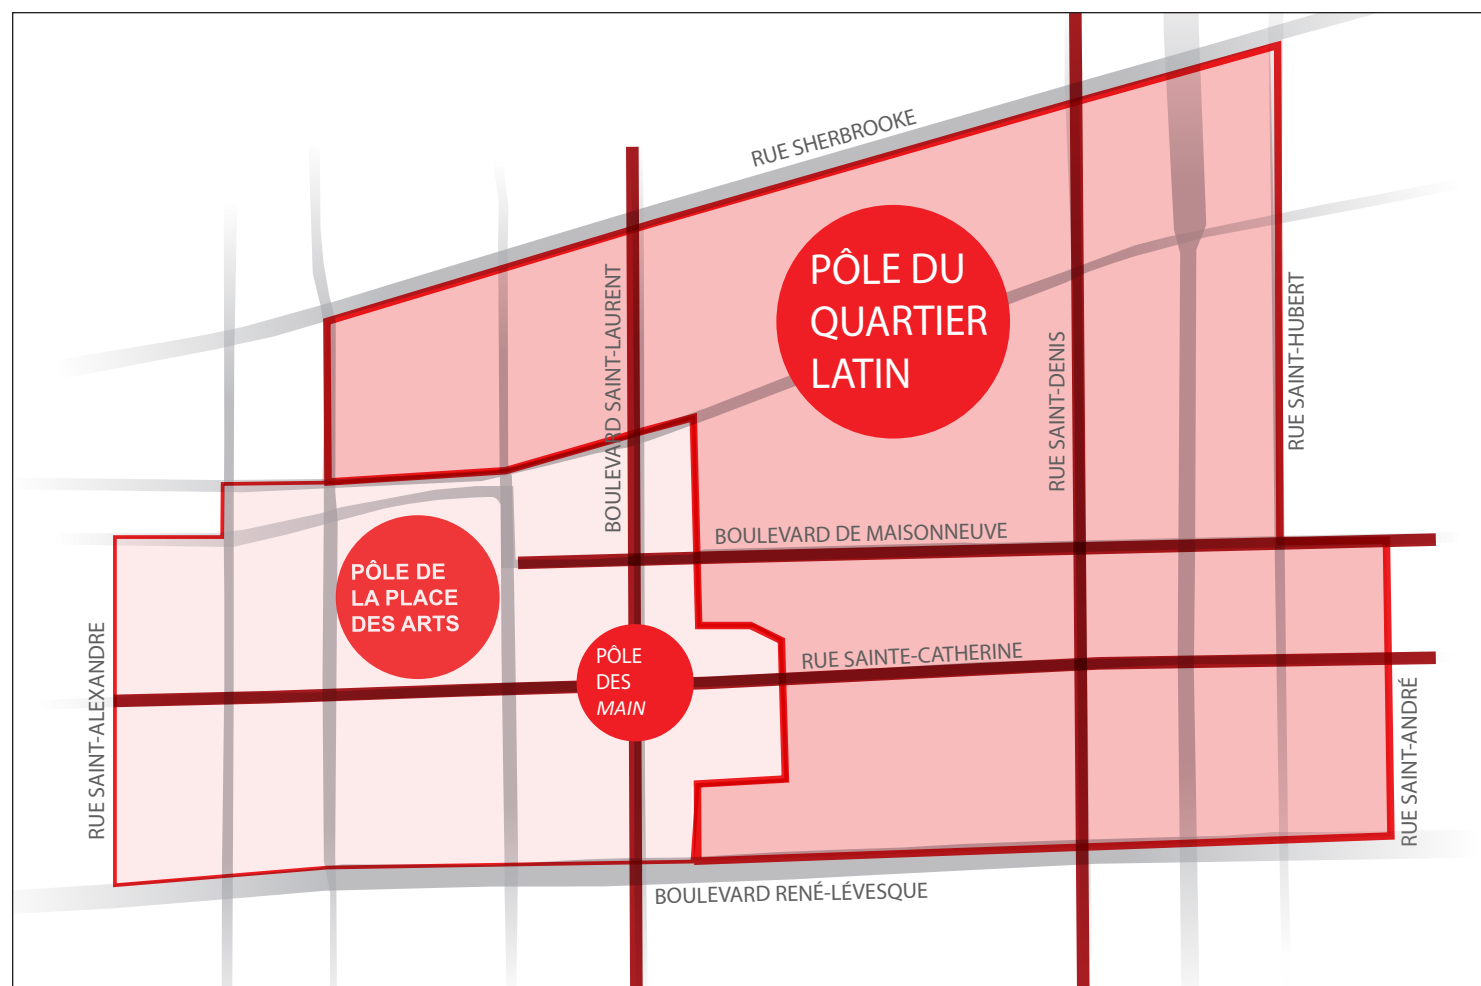 RUE SHERBROOKE
PÔLE DU
QUARTIER
LATIN
BOULEVARD SAINT-LAURENT
RUE SAINT-DENIS
RUE SAINT-HUBERT
BOULEVARD DE MAISONNEUVE
PÔLE DE
LA PLACE
DES ARTS
PÔLE
DES
MAIN
RUE SAINTE-CATHERINE
RUE SAINT-ALEXANDRE
RUE SAINT-ANDRÉ
BOULEVARD RENÉ-LÉVESQUE